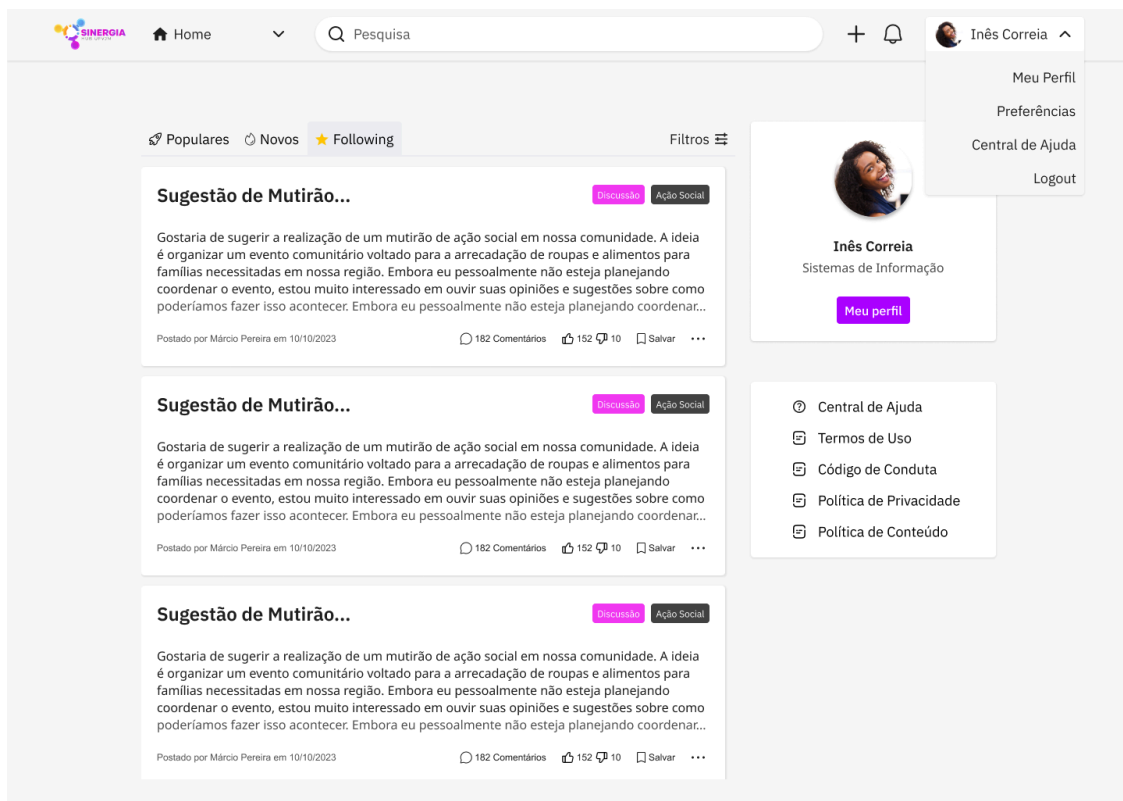 SINERGIA
Home
Pesquisa
Inês Correia
Meu Perfil
Preferências
Central de Ajuda
Logout
Populares
Novos
Following
Filtros
Sugestão de Mutirão...
Discussão
Ação Social
Gostaria de sugerir a realização de um mutirão de ação social em nossa comunidade. A ideia
é organizar um evento comunitário voltado para a arrecadação de roupas e alimentos para
famílias necessitadas em nossa região. Embora eu pessoalmente não esteja planejando
coordenar o evento, estou muito interessado em ouvir suas opiniões e sugestões sobre como
poderíamos fazer isso acontecer. Embora eu pessoalmente não esteja planejando coordenar...
Postado por Márcio Pereira em 10/10/2023
182 Comentários
152
10
Salvar
Sugestão de Mutirão...
Discussão
Ação Social
Gostaria de sugerir a realização de um mutirão de ação social em nossa comunidade. A ideia
é organizar um evento comunitário voltado para a arrecadação de roupas e alimentos para
famílias necessitadas em nossa região. Embora eu pessoalmente não esteja planejando
coordenar o evento, estou muito interessado em ouvir suas opiniões e sugestões sobre como
poderíamos fazer isso acontecer. Embora eu pessoalmente não esteja planejando coordenar...
Postado por Márcio Pereira em 10/10/2023
182 Comentários
152
10
Salvar
Sugestão de Mutirão...
Discussão
Ação Social
Gostaria de sugerir a realização de um mutirão de ação social em nossa comunidade. A ideia
é organizar um evento comunitário voltado para a arrecadação de roupas e alimentos para
famílias necessitadas em nossa região. Embora eu pessoalmente não esteja planejando
coordenar o evento, estou muito interessado em ouvir suas opiniões e sugestões sobre como
poderíamos fazer isso acontecer. Embora eu pessoalmente não esteja planejando coordenar...
Postado por Márcio Pereira em 10/10/2023
182 Comentários
152
10
Salvar
Inês Correia
Sistemas de Informação
Meu perfil
Central de Ajuda
Termos de Uso
Código de Conduta
Política de Privacidade
Política de Conteúdo